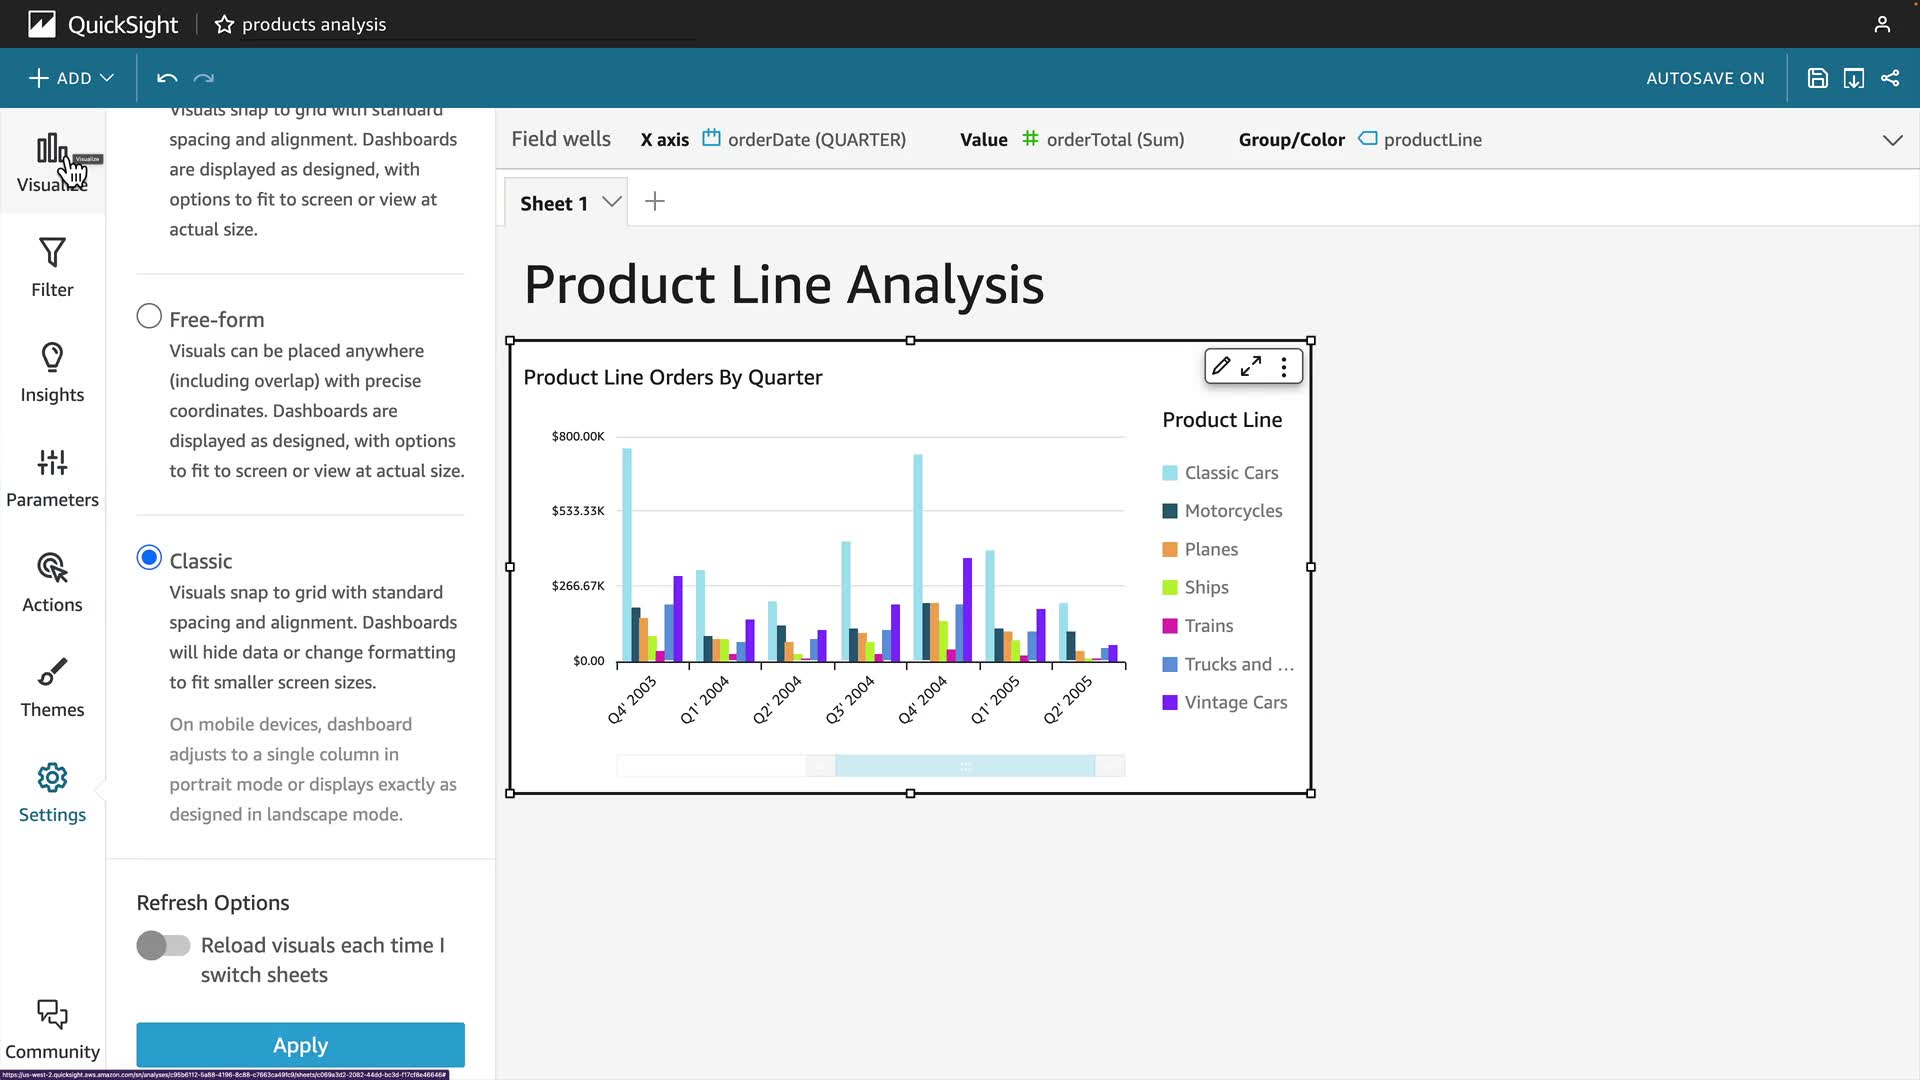 QuickSight
products analysis
ADD
AUTOSAVE ON
Visualize
Visualize
Filter
Insights
Parameters
Actions
Themes
Settings
Community
Visuals snap to grid with standard
spacing and alignment. Dashboards
are displayed as designed, with
options to fit to screen or view at
actual size.
Free-form
Visuals can be placed anywhere
(including overlap) with precise
coordinates. Dashboards are
displayed as designed, with options
to fit to screen or view at actual size.
Classic
Visuals snap to grid with standard
spacing and alignment. Dashboards
will hide data or change formatting
to fit smaller screen sizes.
On mobile devices, dashboard
adjusts to a single column in
portrait mode or displays exactly as
designed in landscape mode.
Refresh Options
Reload visuals each time I
switch sheets
Apply
Field wells X axis orderDate (QUARTER) Value orderTotal (Sum) Group/Color productLine
Sheet 1
Product Line Analysis
Product Line Orders By Quarter
$800.00K
$533.33K
$266.67K
$0.00
Q4' 2003
Q1' 2004
Q2' 2004
Q3' 2004
Q4' 2004
Q1' 2005
Q2' 2005
Product Line
Classic Cars
Motorcycles
Planes
Ships
Trains
Trucks and ...
Vintage Cars